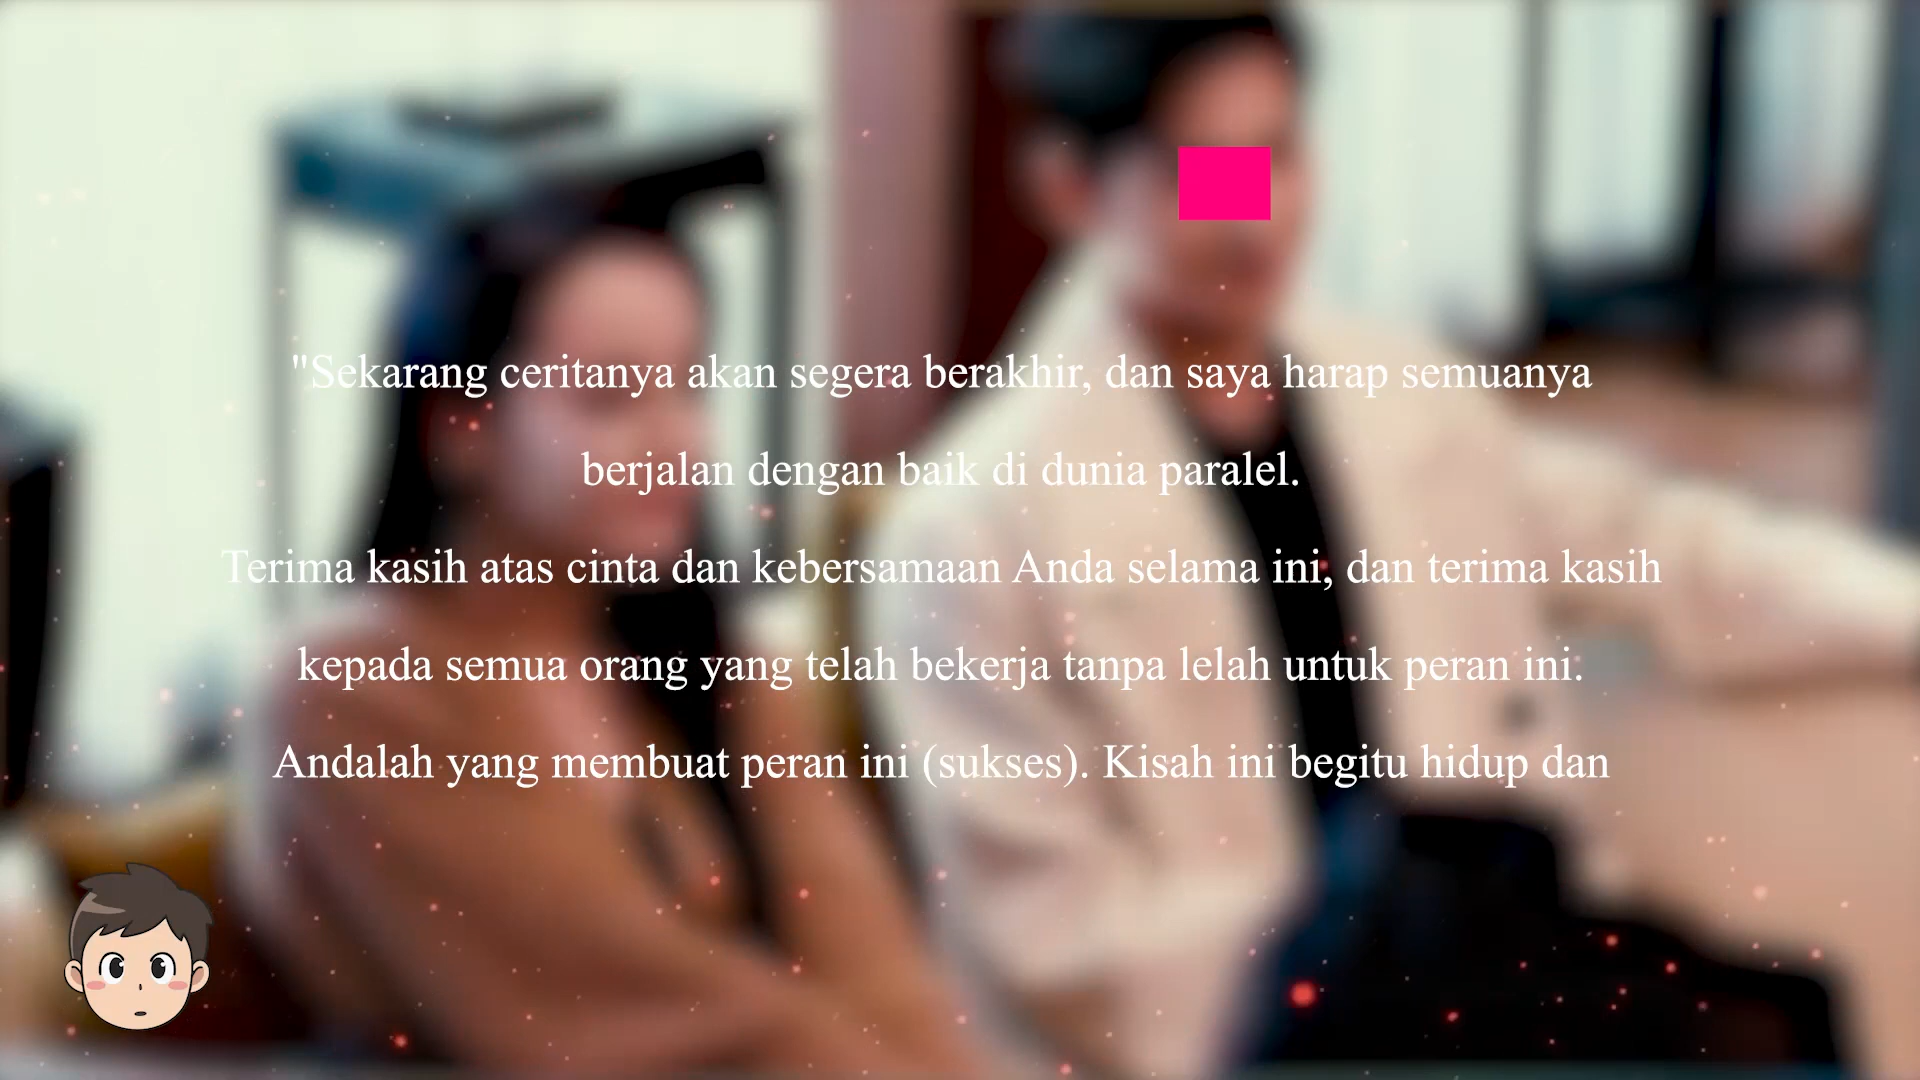 "Sekarang ceritanya akan segera berakhir, dan saya harap semuanya
berjalan dengan baik di dunia paralel.
Terima kasih atas cinta dan kebersamaan Anda selama ini, dan terima kasih
kepada semua orang yang telah bekerja tanpa lelah untuk peran ini.
Andalah yang membuat peran ini (sukses). Kisah ini begitu hidup dan